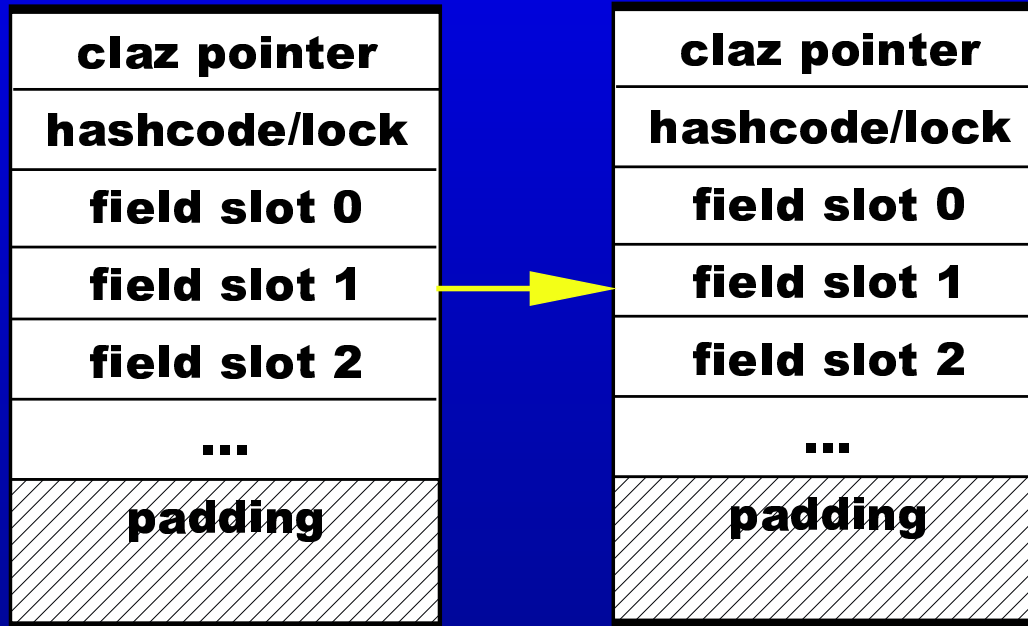 claz pointer
hashcode/lock
field slot 0
field slot 1
field slot 2
...
padding
claz pointer
hashcode/lock
field slot 0
field slot 1
field slot 2
...
padding